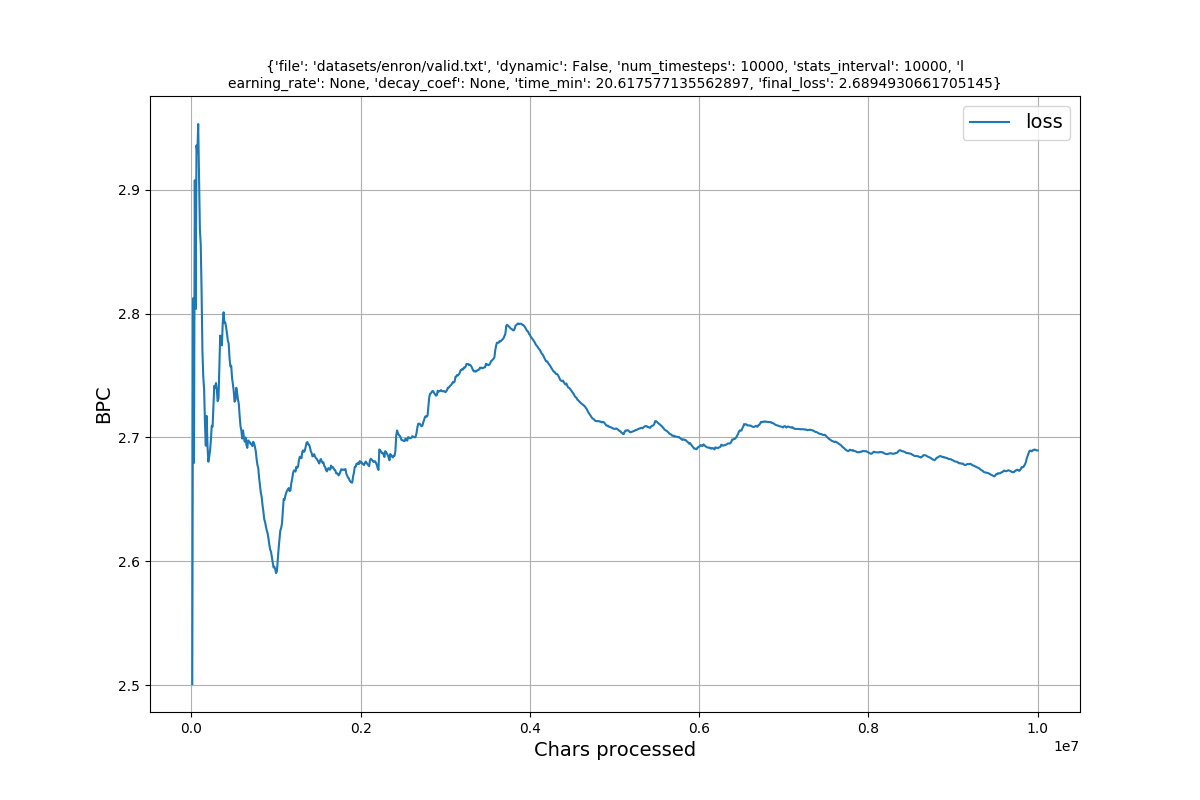 {'file': 'datasets/enron/valid.txt', 'dynamic': False, 'num_timesteps': 10000, 'stats_interval': 10000, 'l
earning_rate': None, 'decay_coef': None, 'time_min': 20.617577135562897, 'final_loss': 2.6894930661705145}
loss
2.9
2.8
2.7
2.6
2.5
BPC
0.0 0.2 0.4 0.6 0.8 1.0
1e7
Chars processed